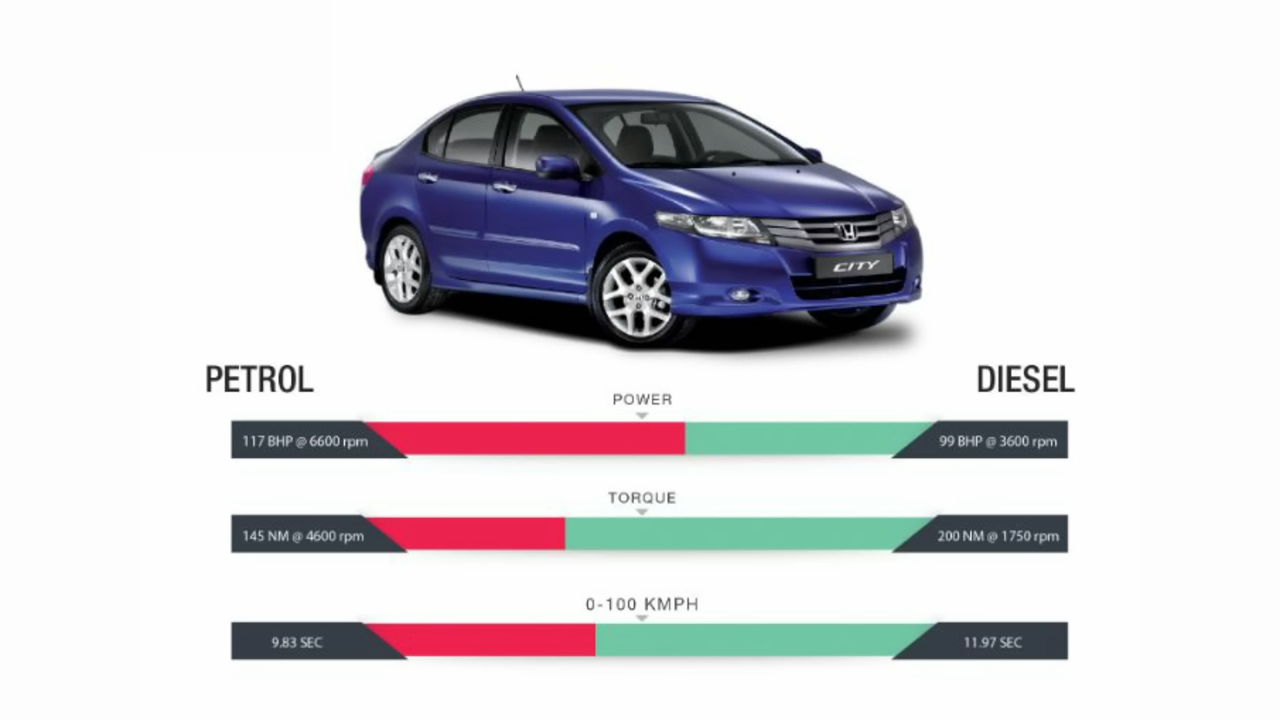 CITY
PETROL
DIESEL
POWER
117 BHP @ 6600 rpm
99 BHP @ 3600 rpm
TORQUE
145 NM @ 4600 rpm
200 NM @ 1750 rpm
0-100 KMPH
9.83 SEC
11.97 SEC